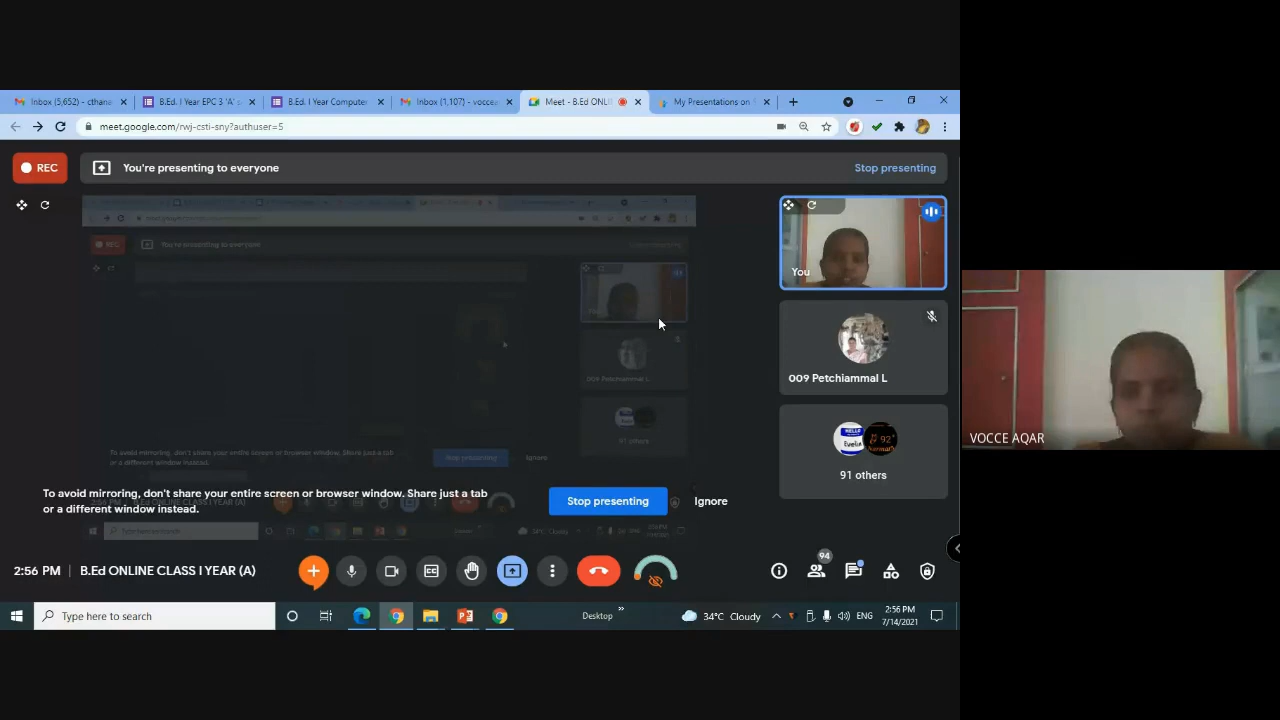 Inbox (5,652) - cthane
B.Ed. I Year EPC 3 'A'
B.Ed. I Year Computer
Inbox (1,107) - voccea
Meet - B.Ed ONLI
My Presentations on
meet.google.com/rwj-csti-sny?authuser=5
REC
You're presenting to everyone
Stop presenting
You
009 Petchiammal L
HELLO
Evelin
92°
91 others
VOCCE AQAR
To avoid mirroring, don't share your entire screen or browser window. Share just a tab
or a different window instead.
Stop presenting
Ignore
2:56 PM | B.Ed ONLINE CLASS I YEAR (A)
94
Type here to search
Desktop
34°C Cloudy
ENG
2:56 PM
7/14/2021